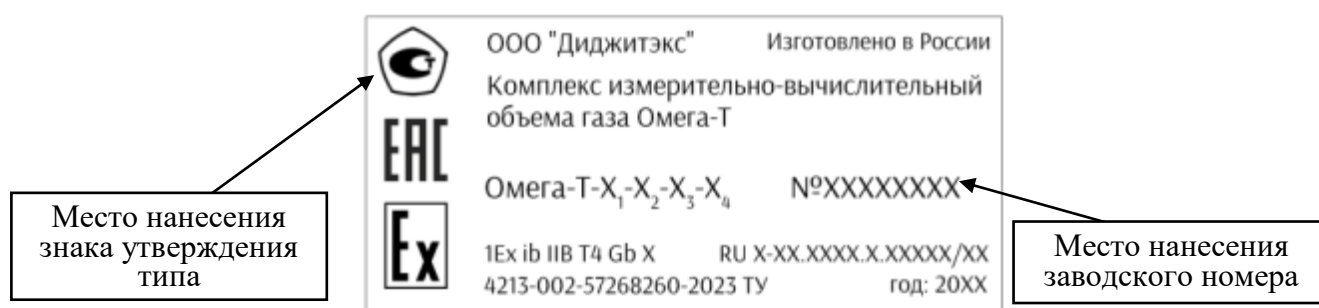 ООО "Диджитэкс" Изготовлено в России
Комплекс измерительно-вычислительный
объема газа Омега-Т
ЕАС
Омега-Т-X₁-X₂-X₃-X₄ №XXXXXXXX
Ex
1Ex ib IIB T4 Gb X RU X-XX.XXXX.X.XXXXX/XX
4213-002-57268260-2023 ТУ год: 20XX
Место нанесения
знака утверждения
типа
Место нанесения
заводского номера